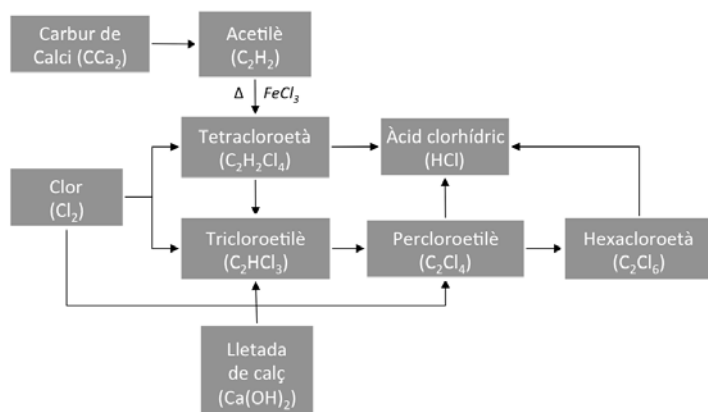 Carbur de
Calci (CCa₂)
Acetilè
(C₂H₂)
Δ FeCl₃
Tetracloroetà
(C₂H₂Cl₄)
Àcid clorhídric
(HCl)
Clor
(Cl₂)
Tricloroetilè
(C₂HCl₃)
Percloroetilè
(C₂Cl₄)
Hexacloroetà
(C₂Cl₆)
Lletada
de calç
(Ca(OH)₂)